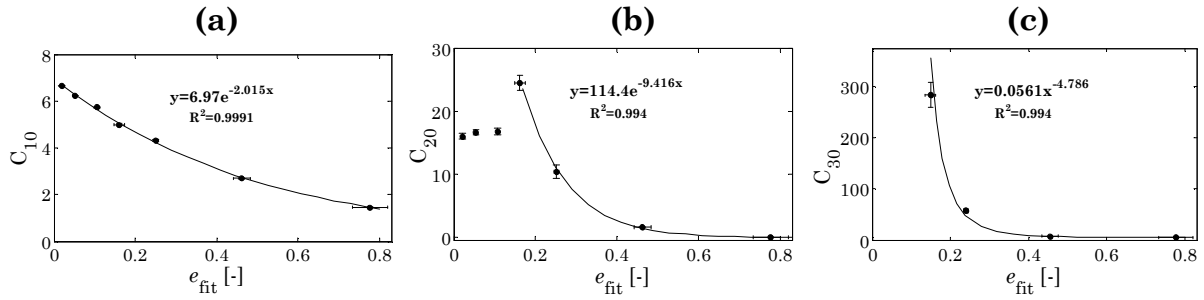 (a)
8
6
4
2
0
C10
y=6.97e^-2.015x
R²=0.9991
0 0.2 0.4 0.6 0.8
e_fit [-]
(b)
30
20
10
0
C20
y=114.4e^-9.416x
R²=0.994
0 0.2 0.4 0.6 0.8
e_fit [-]
(c)
300
200
100
0
C30
y=0.0561x^-4.786
R²=0.994
0 0.2 0.4 0.6 0.8
e_fit [-]